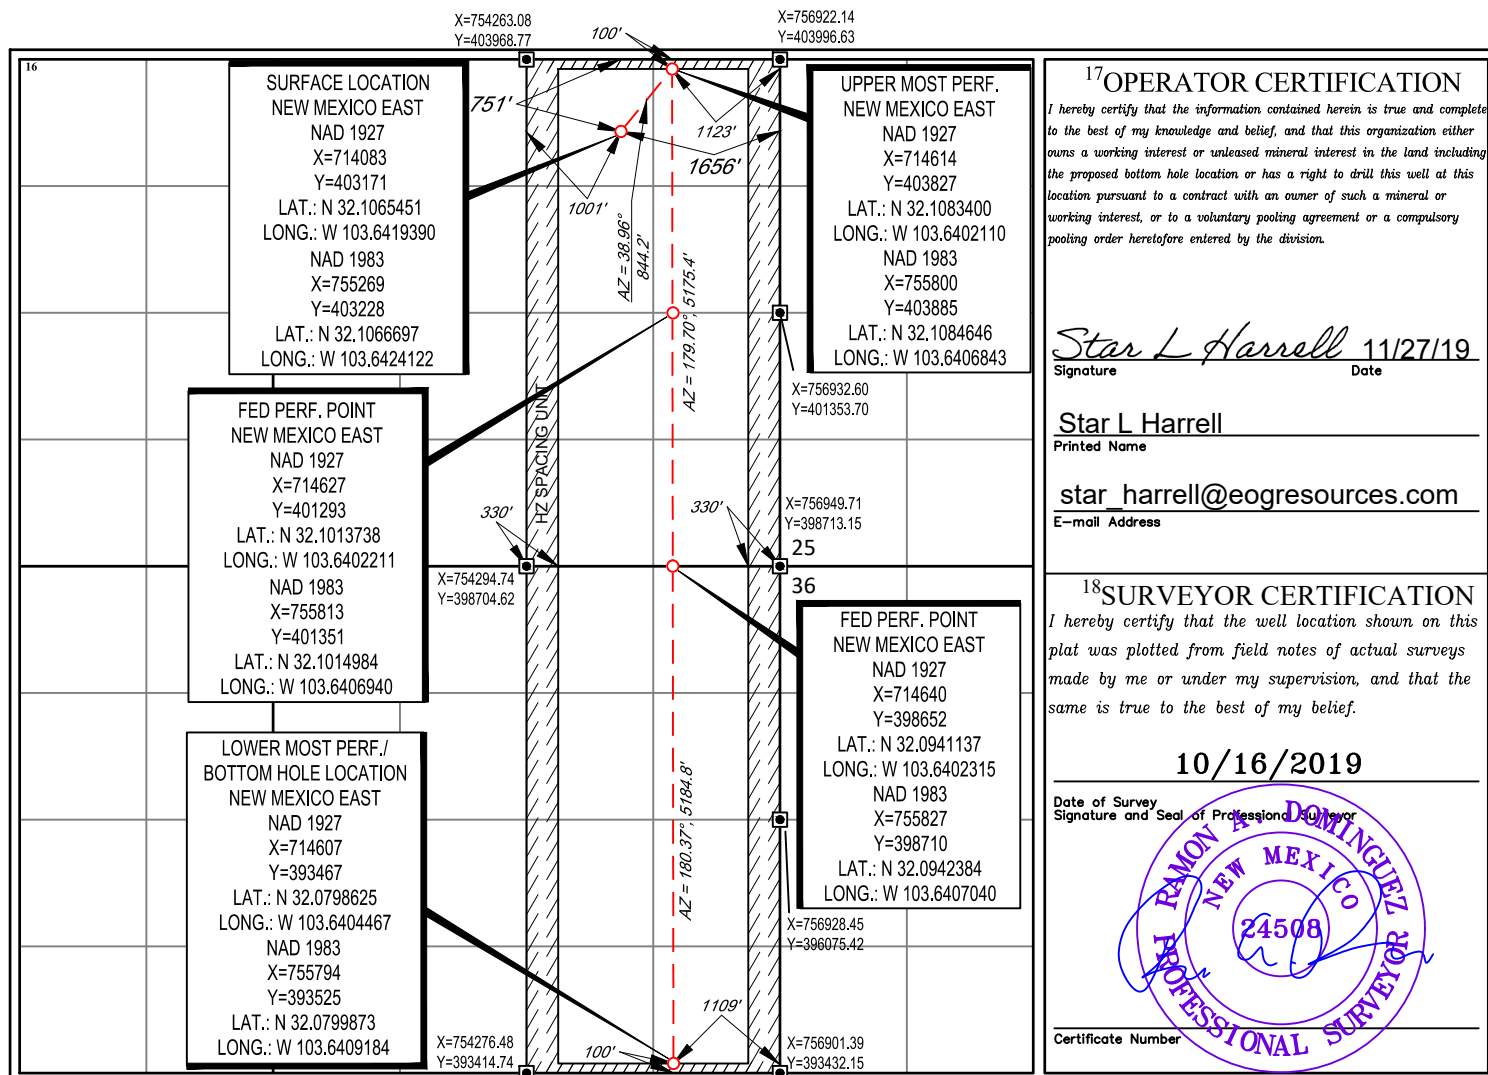 X=754263.08
Y=403968.77
100'
X=756922.14
Y=403996.63
16
SURFACE LOCATION
NEW MEXICO EAST
NAD 1927
X=714083
Y=403171
LAT.: N 32.1065451
LONG.: W 103.6419390
NAD 1983
X=755269
Y=403228
LAT.: N 32.1066697
LONG.: W 103.6424122
751'
1123'
1656'
1001'
AZ = 38.96°
844.2'
AZ = 179.70°, 5175.4'
UPPER MOST PERF.
NEW MEXICO EAST
NAD 1927
X=714614
Y=403827
LAT.: N 32.1083400
LONG.: W 103.6402110
NAD 1983
X=755800
Y=403885
LAT.: N 32.1084646
LONG.: W 103.6406843
X=756932.60
Y=401353.70
FED PERF. POINT
NEW MEXICO EAST
NAD 1927
X=714627
Y=401293
LAT.: N 32.1013738
LONG.: W 103.6402211
NAD 1983
X=755813
Y=401351
LAT.: N 32.1014984
LONG.: W 103.6406940
HZ SPACING UNIT
330'
330'
X=756949.71
Y=398713.15
25
36
X=754294.74
Y=398704.62
FED PERF. POINT
NEW MEXICO EAST
NAD 1927
X=714640
Y=398652
LAT.: N 32.0941137
LONG.: W 103.6402315
NAD 1983
X=755827
Y=398710
LAT.: N 32.0942384
LONG.: W 103.6407040
LOWER MOST PERF./
BOTTOM HOLE LOCATION
NEW MEXICO EAST
NAD 1927
X=714607
Y=393467
LAT.: N 32.0798625
LONG.: W 103.6404467
NAD 1983
X=755794
Y=393525
LAT.: N 32.0799873
LONG.: W 103.6409184
AZ = 180.37°, 5184.8'
X=756928.45
Y=396075.42
1109'
100'
X=754276.48
Y=393414.74
X=756901.39
Y=393432.15
17 OPERATOR CERTIFICATION
I hereby certify that the information contained herein is true and complete
to the best of my knowledge and belief, and that this organization either
owns a working interest or unleased mineral interest in the land including
the proposed bottom hole location or has a right to drill this well at this
location pursuant to a contract with an owner of such a mineral or
working interest, or to a voluntary pooling agreement or a compulsory
pooling order heretofore entered by the division.
Star L Harrell 11/27/19
Signature Date
Star L Harrell
Printed Name
star_harrell@eogresources.com
E-mail Address
18 SURVEYOR CERTIFICATION
I hereby certify that the well location shown on this
plat was plotted from field notes of actual surveys
made by me or under my supervision, and that the
same is true to the best of my belief.
10/16/2019
Date of Survey
Signature and Seal of Professional Surveyor
RAMON A. DOMINGUEZ
NEW MEXICO
24508
PROFESSIONAL SURVEYOR
Certificate Number